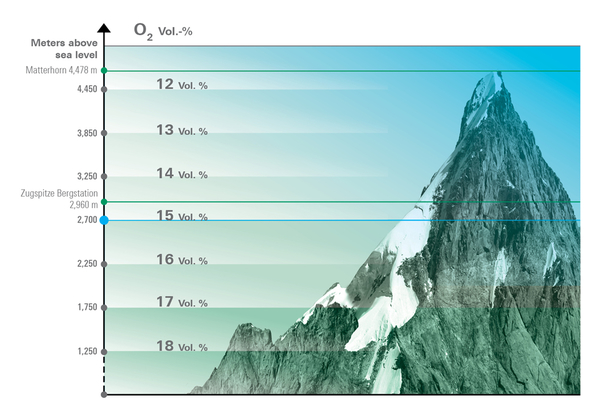 O2 Vol.-%
Meters above
sea level
Matterhorn 4,478 m
4,450
12 Vol. %
3,850
13 Vol. %
3,250
14 Vol. %
Zugspitze Bergstation
2,960 m
2,700
15 Vol. %
2,250
16 Vol. %
1,750
17 Vol. %
1,250
18 Vol. %